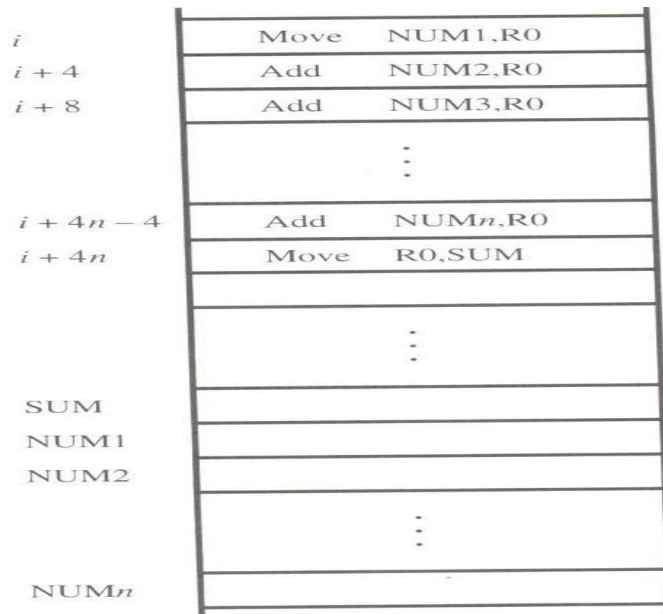 i Move NUM1,R0
i + 4 Add NUM2,R0
i + 8 Add NUM3,R0
i + 4n − 4 Add NUMn,R0
i + 4n Move R0,SUM
SUM
NUM1
NUM2
NUMn